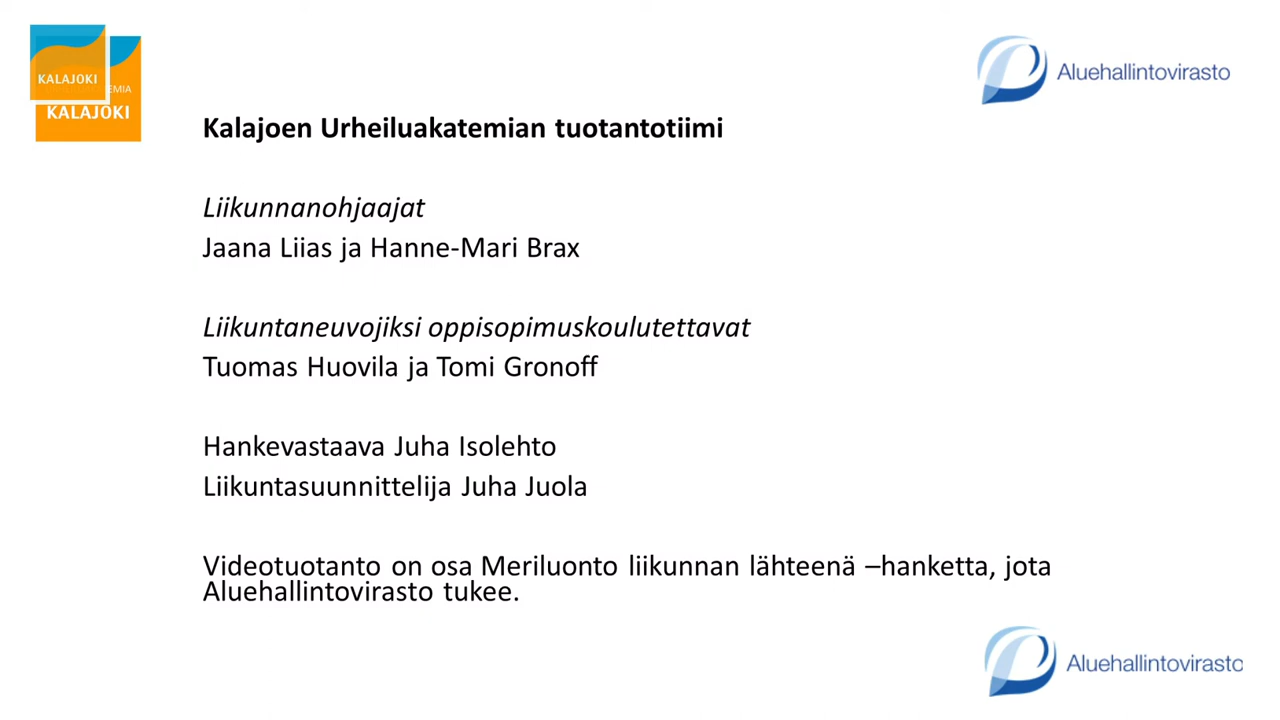 KALAJOKI
KALAJOKI
Aluehallintovirasto
Kalajoen Urheiluakatemian tuotantotiimi
Liikunnanohjaajat
Jaana Liias ja Hanne-Mari Brax
Liikuntaneuvojiksi oppisopimuskoulutettavat
Tuomas Huovila ja Tomi Gronoff
Hankevastaava Juha Isolehto
Liikuntasuunnittelija Juha Juola
Videotuotanto on osa Meriluonto liikunnan lähteenä –hanketta, jota
Aluehallintovirasto tukee.
Aluehallintovirasto